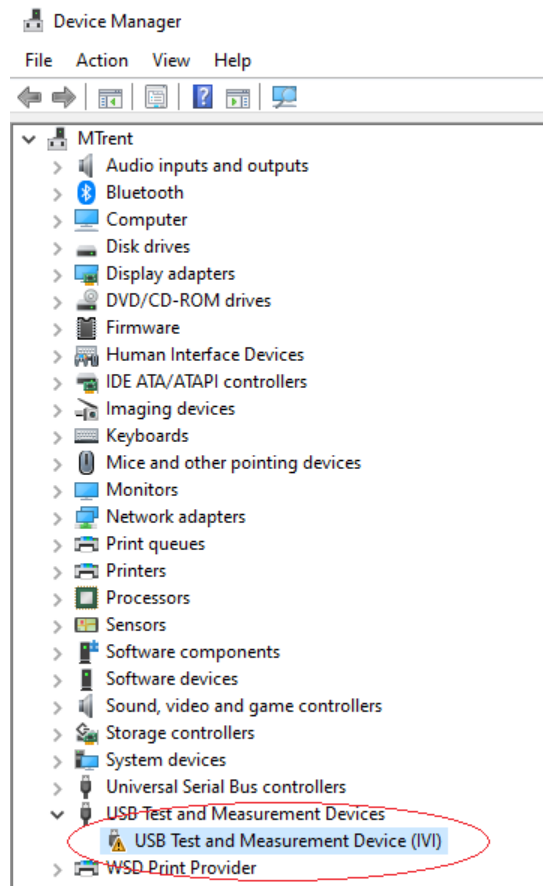 Device Manager
File Action View Help
MTrent
Audio inputs and outputs
Bluetooth
Computer
Disk drives
Display adapters
DVD/CD-ROM drives
Firmware
Human Interface Devices
IDE ATA/ATAPI controllers
Imaging devices
Keyboards
Mice and other pointing devices
Monitors
Network adapters
Print queues
Printers
Processors
Sensors
Software components
Software devices
Sound, video and game controllers
Storage controllers
System devices
Universal Serial Bus controllers
USB Test and Measurement Devices
USB Test and Measurement Device (IVI)
WSD Print Provider